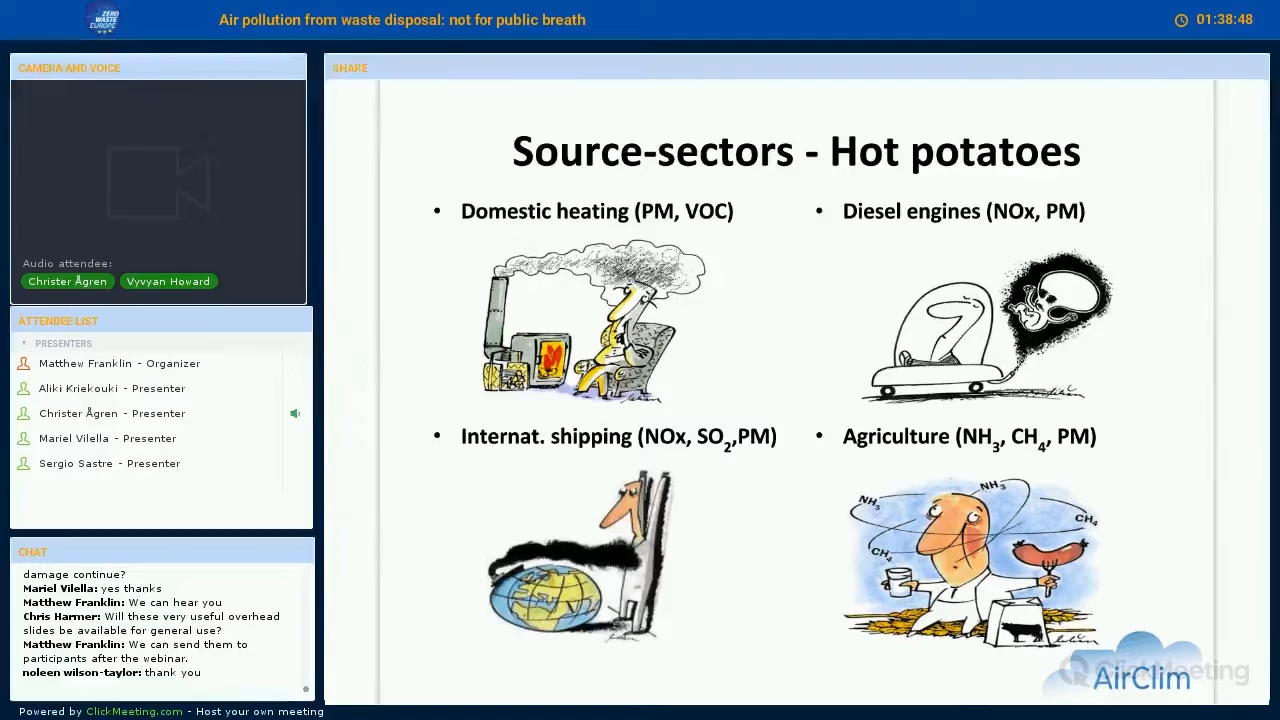 ZERO
WASTE
EUROPE
Air pollution from waste disposal: not for public breath
01:38:48
CAMERA AND VOICE
Audio attendee:
Christer Ågren
Vyvyan Howard
ATTENDEE LIST
PRESENTERS
Matthew Franklin - Organizer
Aliki Kriekouki - Presenter
Christer Ågren - Presenter
Mariel Vilella - Presenter
Sergio Sastre - Presenter
CHAT
damage continue?
Mariel Vilella: yes thanks
Matthew Franklin: We can hear you
Chris Harmer: Will these very useful overhead
slides be available for general use?
Matthew Franklin: We can send them to
participants after the webinar.
noleen wilson-taylor: thank you
SHARE
Source-sectors - Hot potatoes
• Domestic heating (PM, VOC)
• Diesel engines (NOx, PM)
• Internat. shipping (NOx, SO2,PM)
• Agriculture (NH3, CH4, PM)
NH3
NH3
CH4
CH4
ClickMeeting
AirClim
Powered by ClickMeeting.com - Host your own meeting